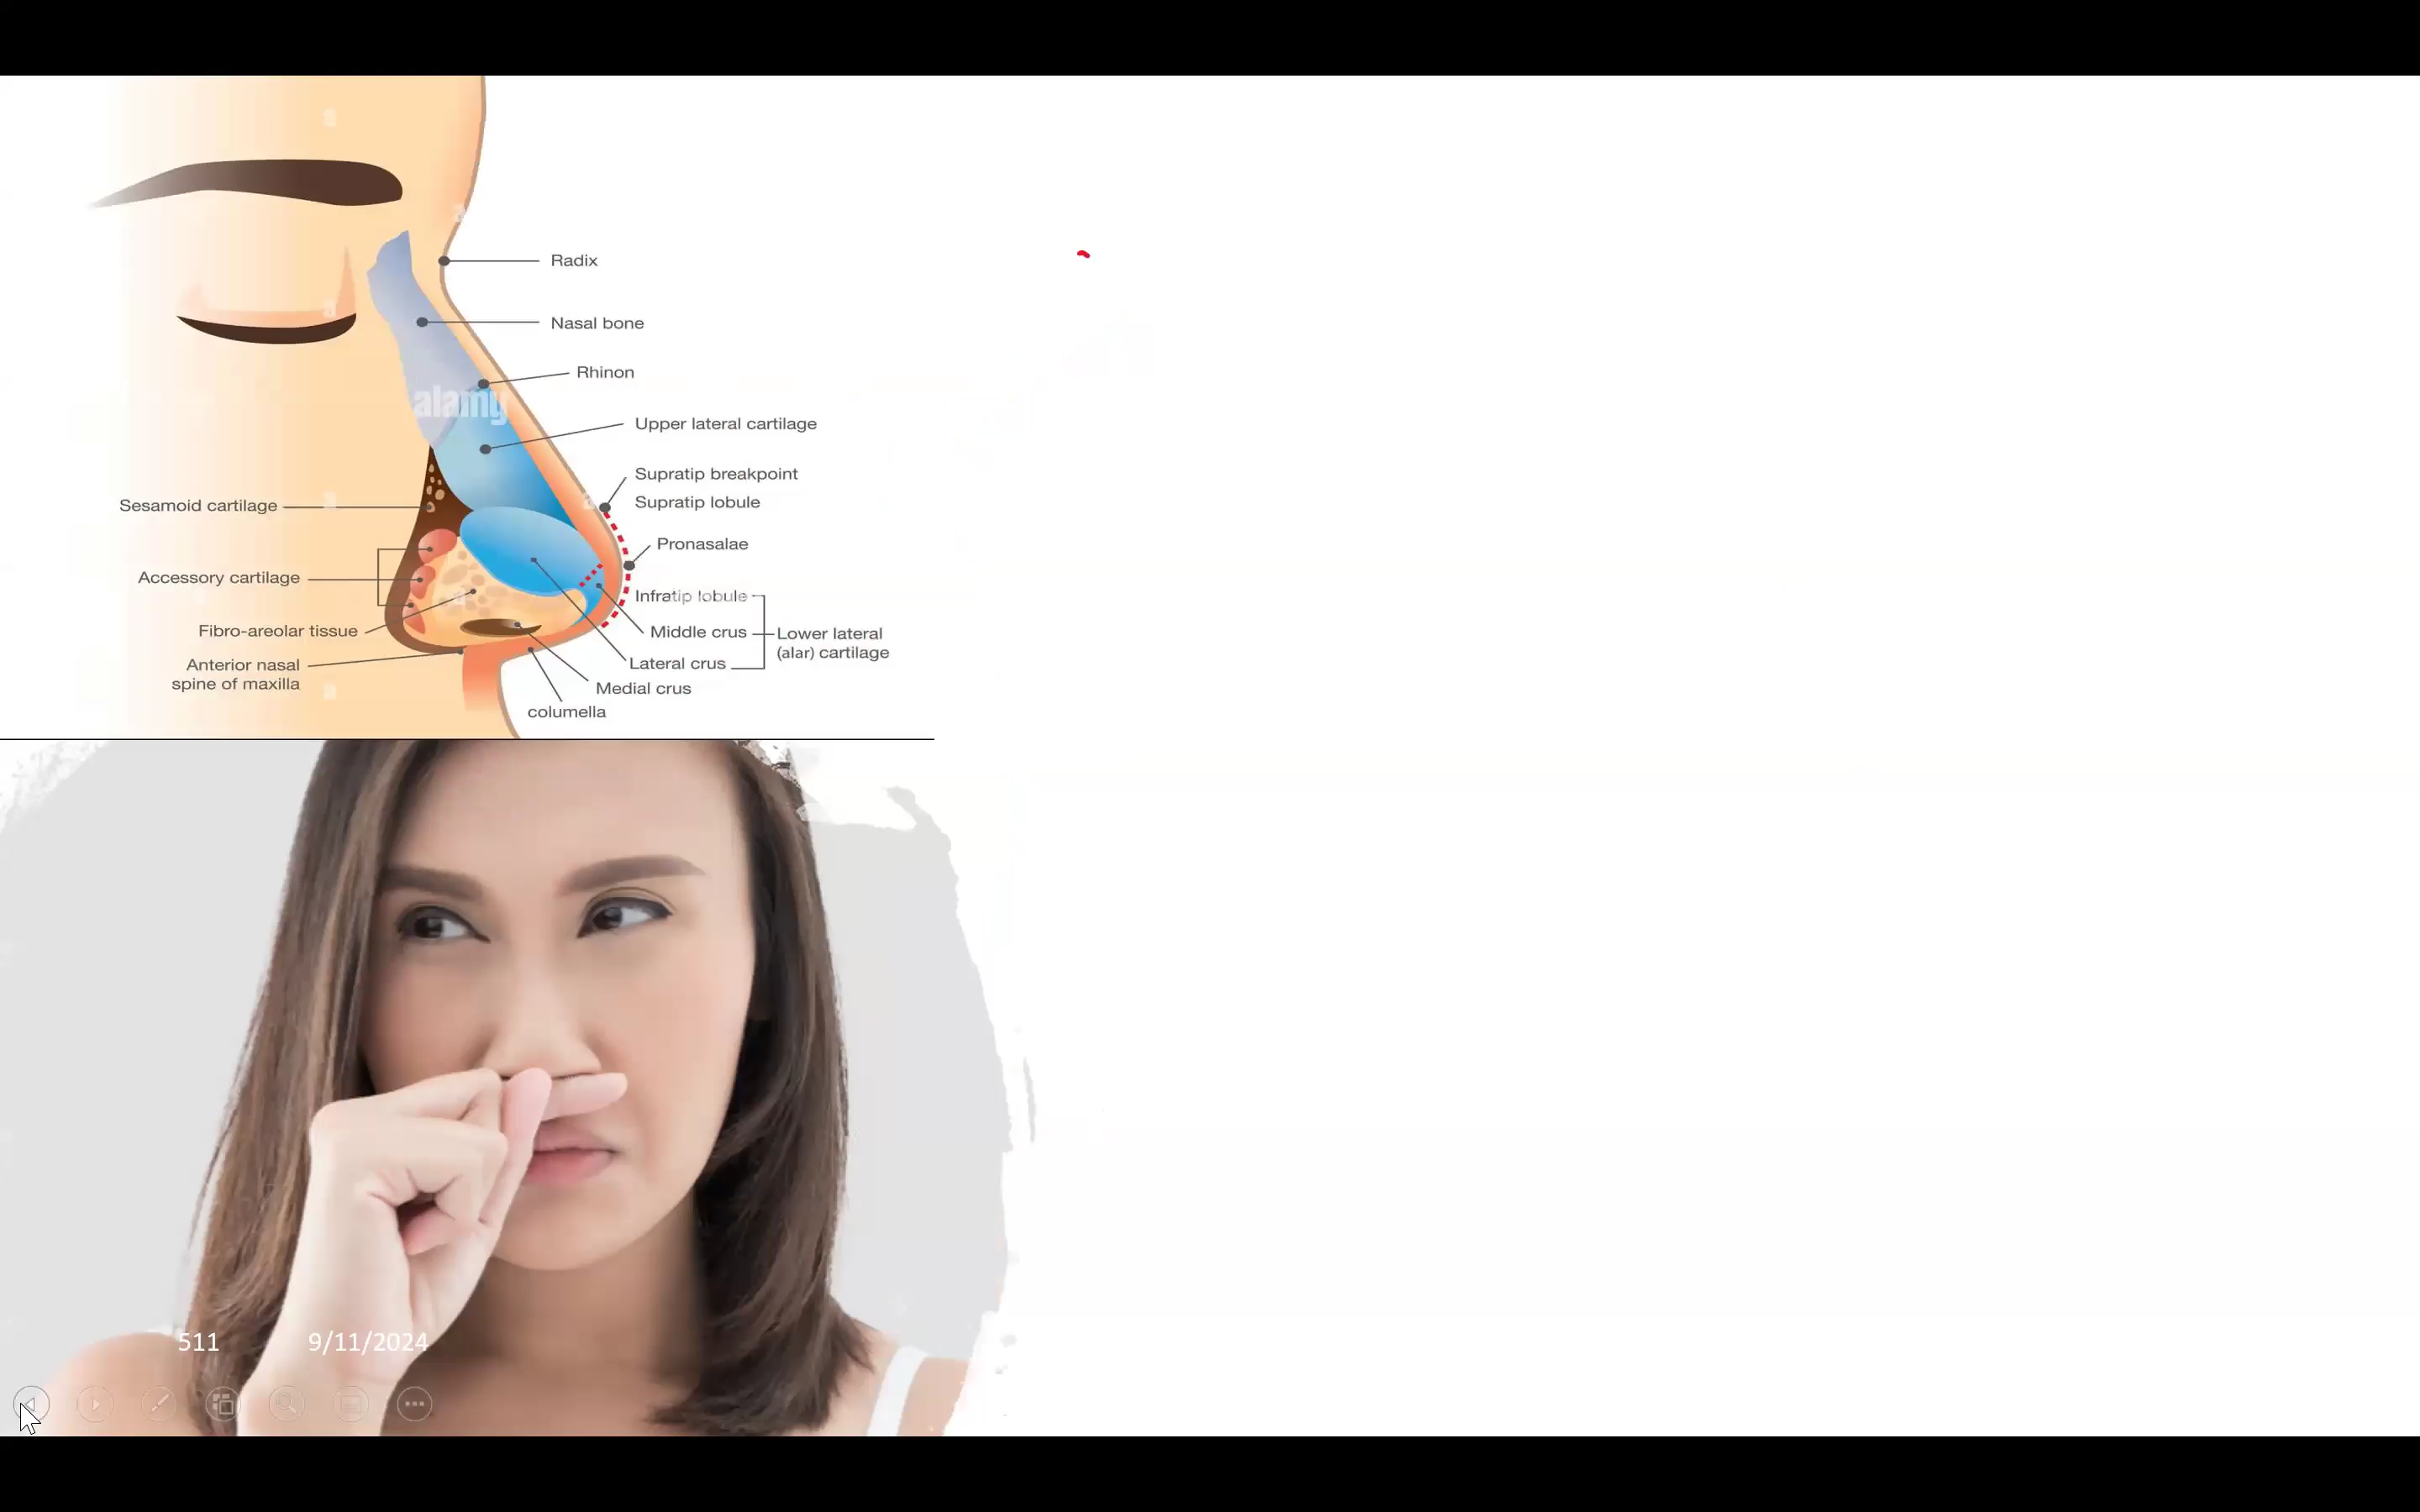 Radix
Nasal bone
Rhinon
alamy
Upper lateral cartilage
Supratip breakpoint
Supratip lobule
Sesamoid cartilage
Pronasalae
Accessory cartilage
Infratip lobule
Fibro-areolar tissue
Middle crus
Lower lateral
(alar) cartilage
Anterior nasal
spine of maxilla
Lateral crus
Medial crus
columella
511
9/11/2024